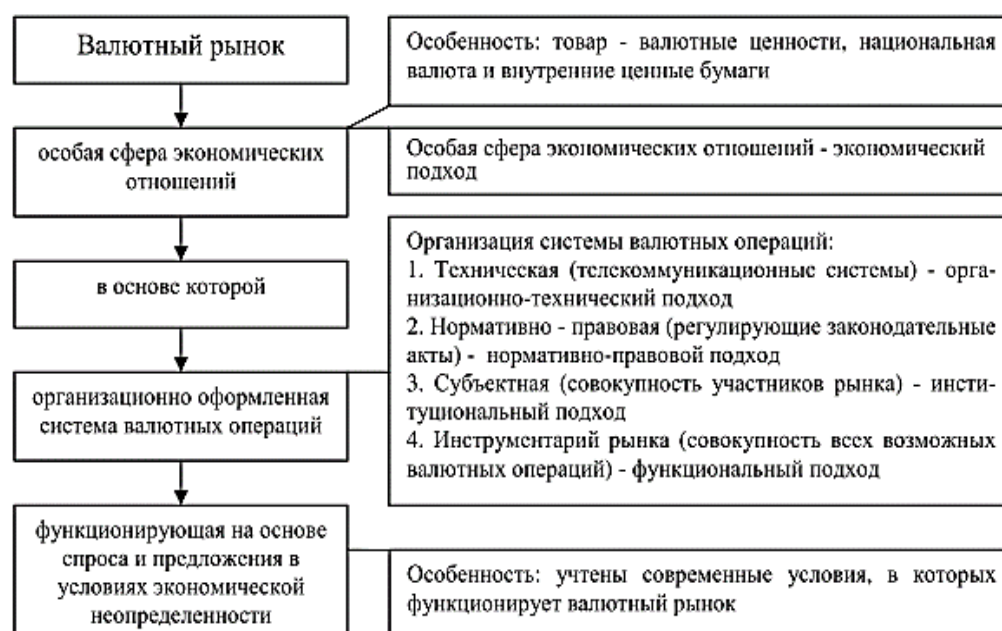 Валютный рынок
Особенность: товар - валютные ценности, национальная
валюта и внутренние ценные бумаги
особая сфера экономических
отношений
Особая сфера экономических отношений - экономический
подход
в основе которой
Организация системы валютных операций:
1. Техническая (телекоммуникационные системы) - орга-
низационно-технический подход
2. Нормативно - правовая (регулирующие законодательные
акты) - нормативно-правовой подход
3. Субъектная (совокупность участников рынка) - инсти-
туциональный подход
4. Инструментарий рынка (совокупность всех возможных
валютных операций) - функциональный подход
организационно оформленная
система валютных операций
функционирующая на основе
спроса и предложения в
условиях экономической
неопределенности
Особенность: учтены современные условия, в которых
функционирует валютный рынок